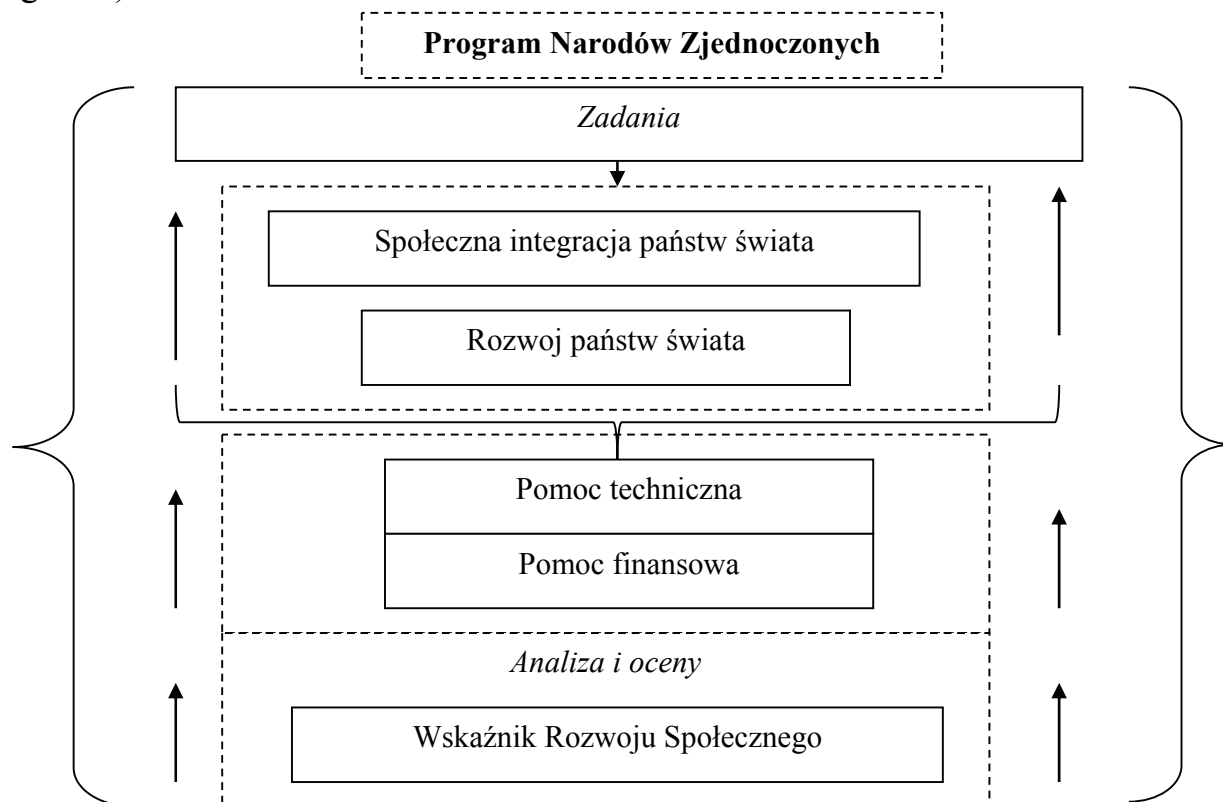 Program Narodów Zjednoczonych
Zadania
Społeczna integracja państw świata
Rozwój państw świata
Pomoc techniczna
Pomoc finansowa
Analiza i oceny
Wskaźnik Rozwoju Społecznego